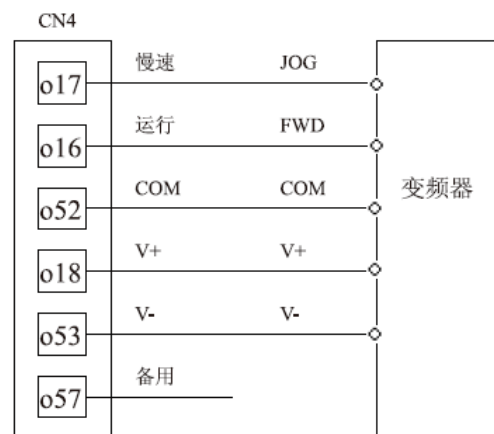 CN4
o17 慢速 JOG
o16 运行 FWD
o52 COM COM
变频器
o18 V+ V+
o53 V- V-
o57 备用